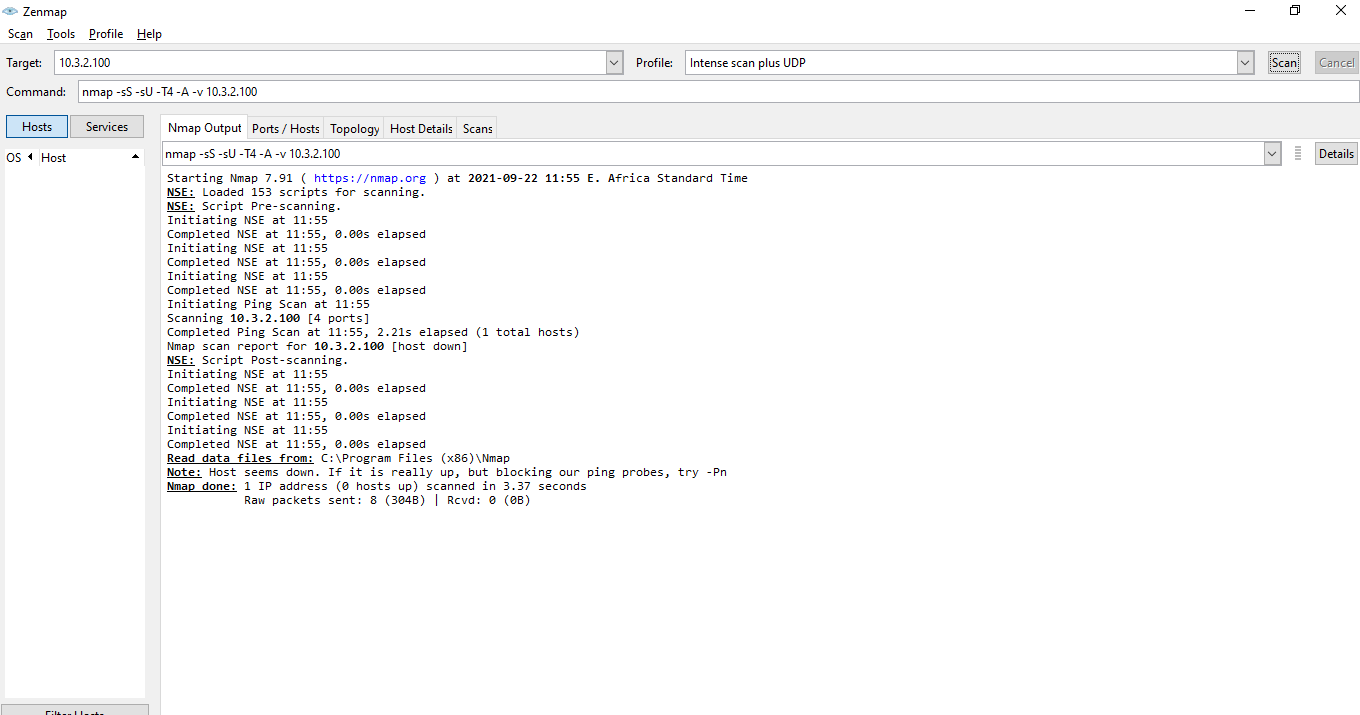 Zenmap
Scan Tools Profile Help
Target: 10.3.2.100 Profile: Intense scan plus UDP Scan Cancel
Command: nmap -sS -sU -T4 -A -v 10.3.2.100
Hosts Services Nmap Output Ports / Hosts Topology Host Details Scans
OS Host nmap -sS -sU -T4 -A -v 10.3.2.100 Details
Starting Nmap 7.91 ( https://nmap.org ) at 2021-09-22 11:55 E. Africa Standard Time
NSE: Loaded 153 scripts for scanning.
NSE: Script Pre-scanning.
Initiating NSE at 11:55
Completed NSE at 11:55, 0.00s elapsed
Initiating NSE at 11:55
Completed NSE at 11:55, 0.00s elapsed
Initiating NSE at 11:55
Completed NSE at 11:55, 0.00s elapsed
Initiating Ping Scan at 11:55
Scanning 10.3.2.100 [4 ports]
Completed Ping Scan at 11:55, 2.21s elapsed (1 total hosts)
Nmap scan report for 10.3.2.100 [host down]
NSE: Script Post-scanning.
Initiating NSE at 11:55
Completed NSE at 11:55, 0.00s elapsed
Initiating NSE at 11:55
Completed NSE at 11:55, 0.00s elapsed
Initiating NSE at 11:55
Completed NSE at 11:55, 0.00s elapsed
Read data files from: C:\Program Files (x86)\Nmap
Note: Host seems down. If it is really up, but blocking our ping probes, try -Pn
Nmap done: 1 IP address (0 hosts up) scanned in 3.37 seconds
Raw packets sent: 8 (304B) | Rcvd: 0 (0B)
Filter Hosts